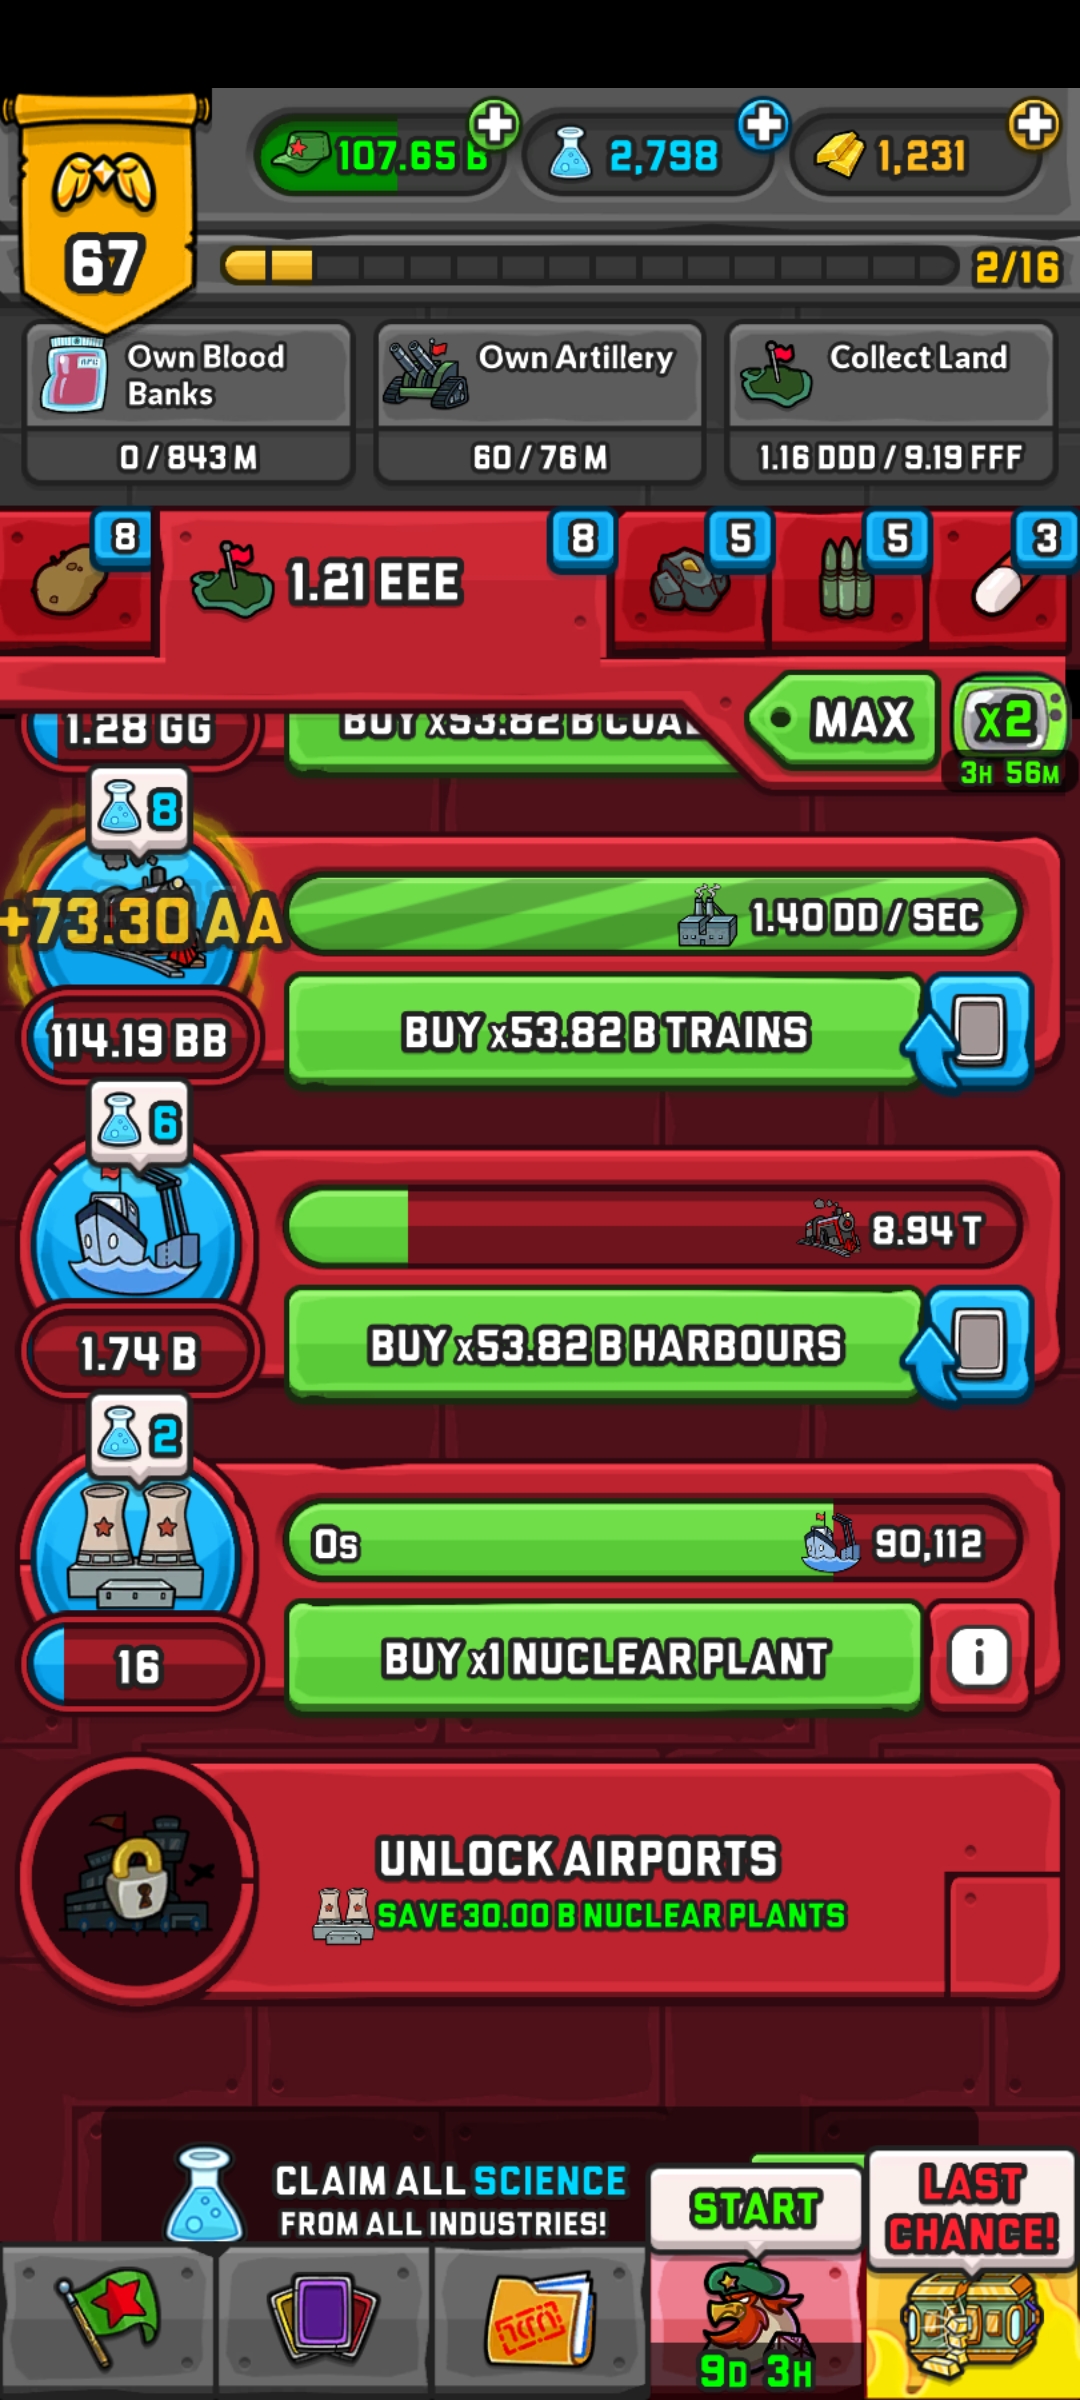 107.65 B
2,798
1,231
67
2/16
Own Blood
Banks
Own Artillery
Collect Land
0 / 843 M
60 / 76 M
1.16 DDD / 9.19 FFF
8
1.21 EEE
8
5
5
3
1.28 GG
BUY x53.82 B COAL
MAX
x2
3H 56M
8
+73.30 AA
1.40 DD / SEC
114.19 BB
BUY x53.82 B TRAINS
6
8.94 T
1.74 B
BUY x53.82 B HARBOURS
2
0s
90,112
16
BUY x1 NUCLEAR PLANT
i
UNLOCK AIRPORTS
SAVE 30.00 B NUCLEAR PLANTS
CLAIM ALL SCIENCE
FROM ALL INDUSTRIES!
START
LAST
CHANCE!
9D 3H